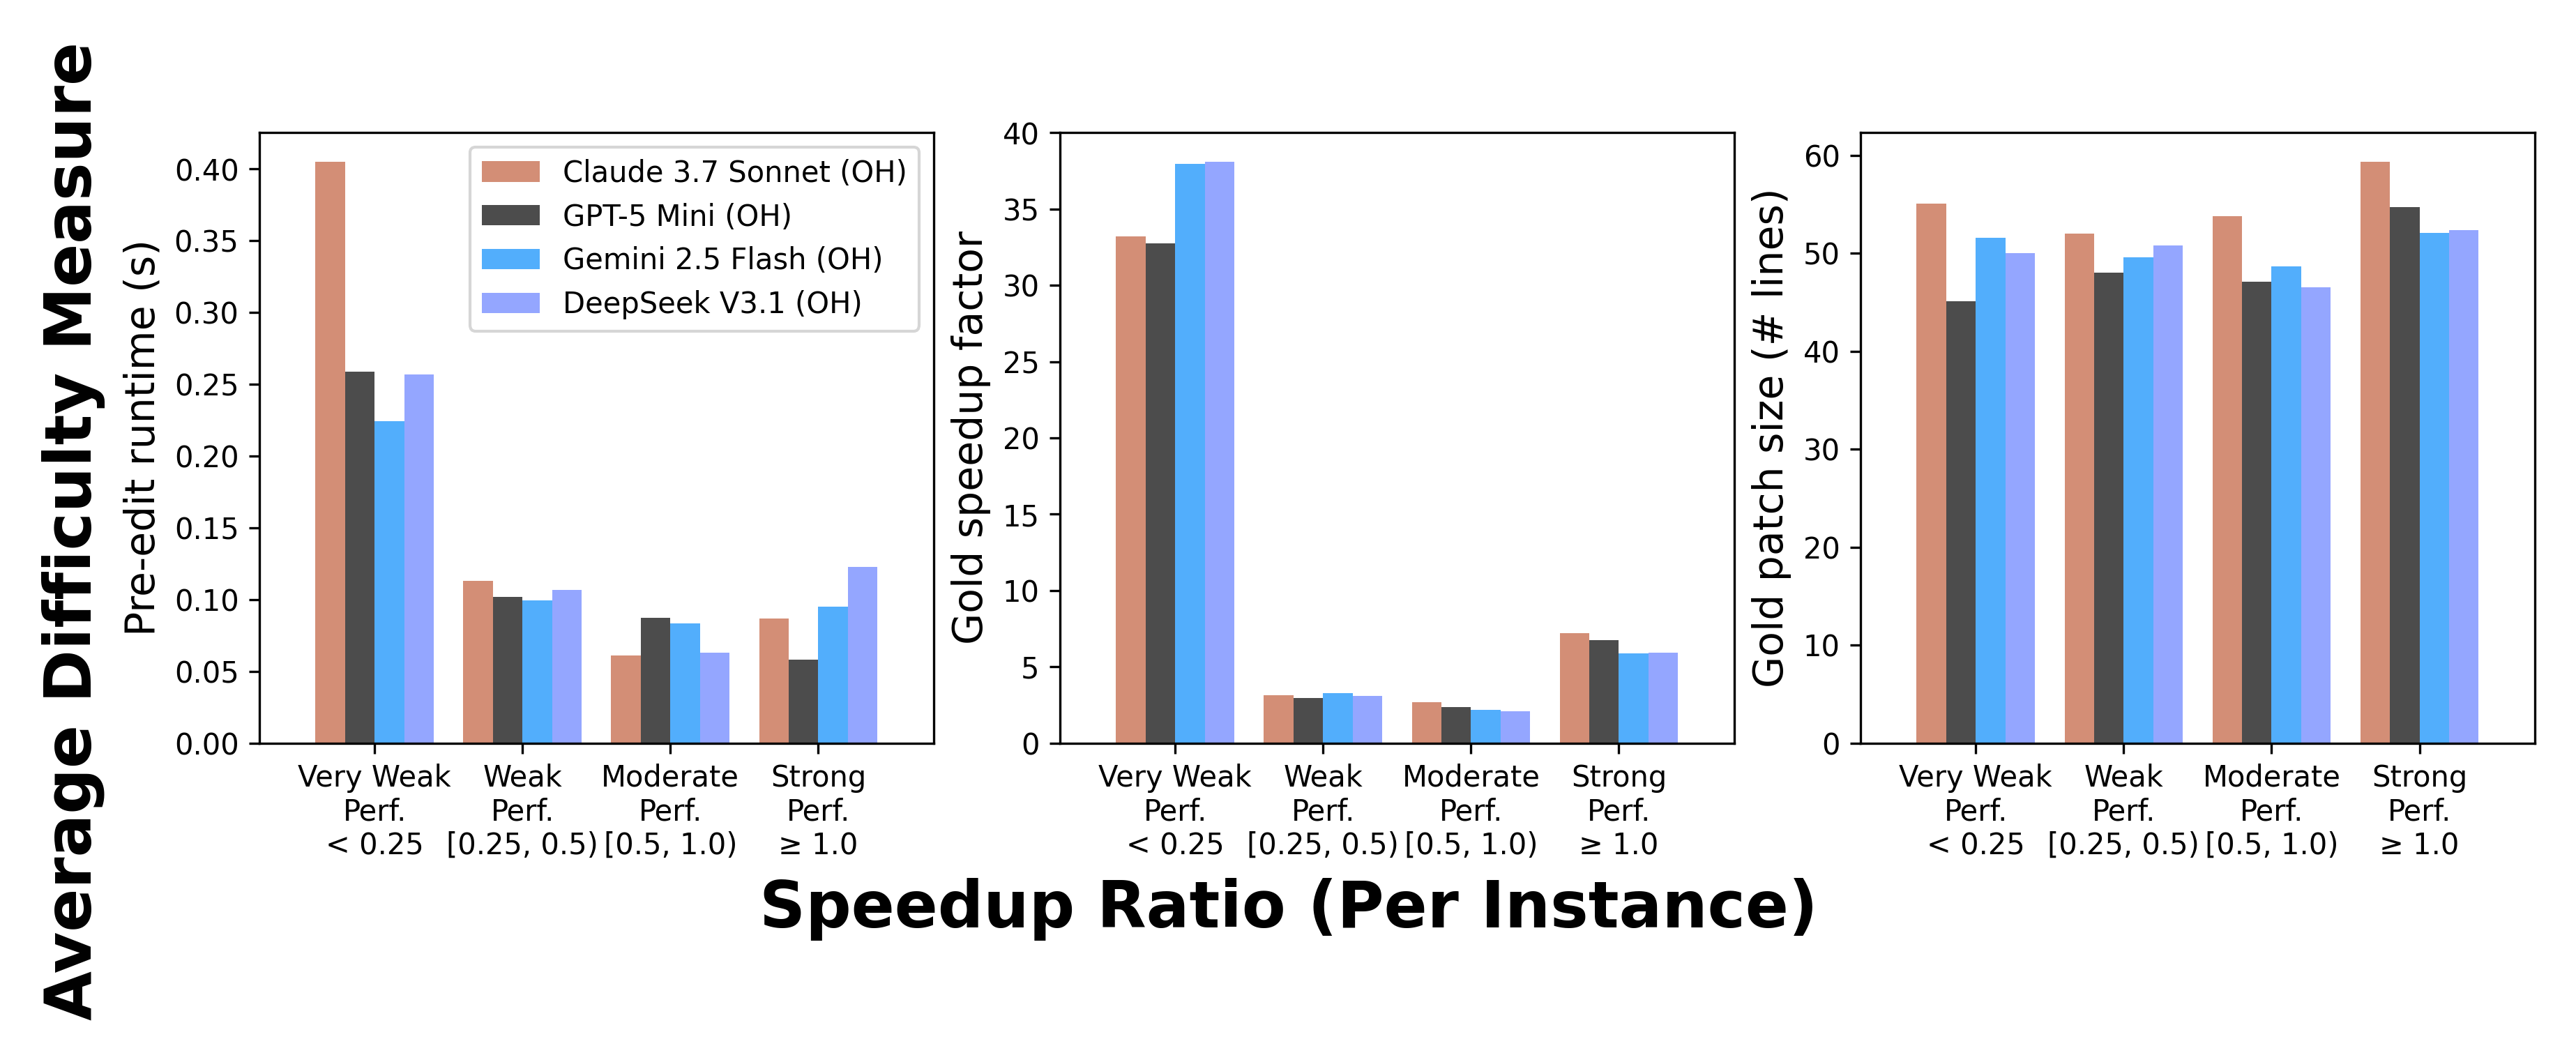 Average Difficulty Measure
Pre-edit runtime (s)
0.40
0.35
0.30
0.25
0.20
0.15
0.10
0.05
0.00
Claude 3.7 Sonnet (OH)
GPT-5 Mini (OH)
Gemini 2.5 Flash (OH)
DeepSeek V3.1 (OH)
Very Weak
Perf.
< 0.25
Weak
Perf.
[0.25, 0.5)
Moderate
Perf.
[0.5, 1.0)
Strong
Perf.
≥ 1.0
Gold speedup factor
40
35
30
25
20
15
10
5
0
Very Weak
Perf.
< 0.25
Weak
Perf.
[0.25, 0.5)
Moderate
Perf.
[0.5, 1.0)
Strong
Perf.
≥ 1.0
Gold patch size (# lines)
60
50
40
30
20
10
0
Very Weak
Perf.
< 0.25
Weak
Perf.
[0.25, 0.5)
Moderate
Perf.
[0.5, 1.0)
Strong
Perf.
≥ 1.0
Speedup Ratio (Per Instance)